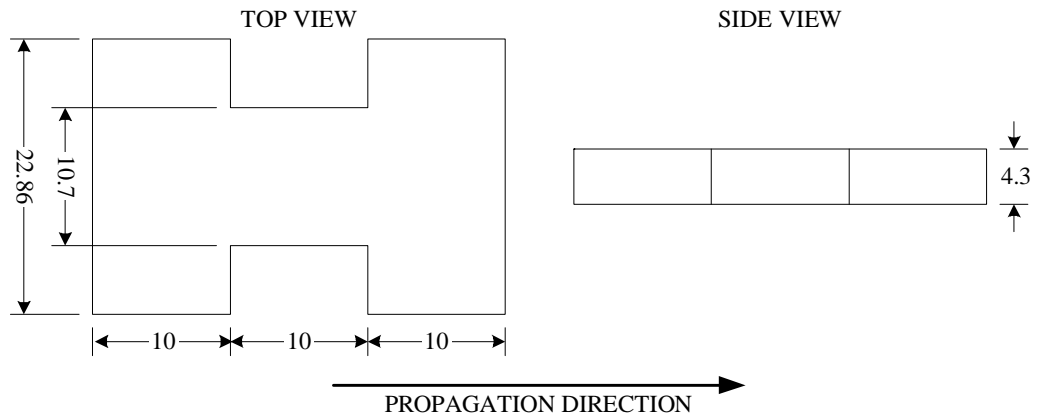 TOP VIEW
SIDE VIEW
22.86
10.7
4.3
10
10
10
PROPAGATION DIRECTION